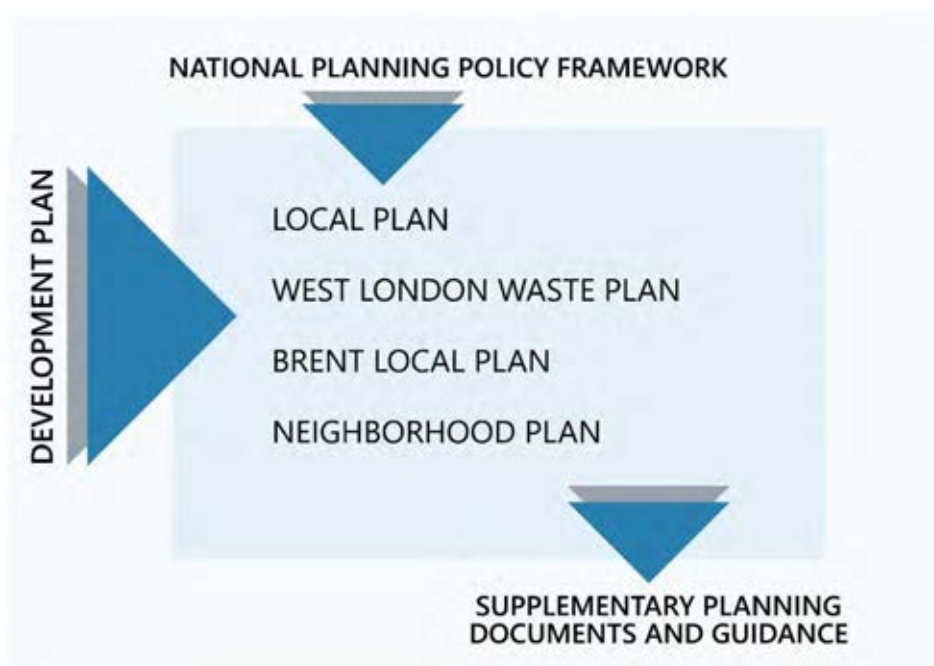 NATIONAL PLANNING POLICY FRAMEWORK
DEVELOPMENT PLAN
LOCAL PLAN
WEST LONDON WASTE PLAN
BRENT LOCAL PLAN
NEIGHBORHOOD PLAN
SUPPLEMENTARY PLANNING
DOCUMENTS AND GUIDANCE